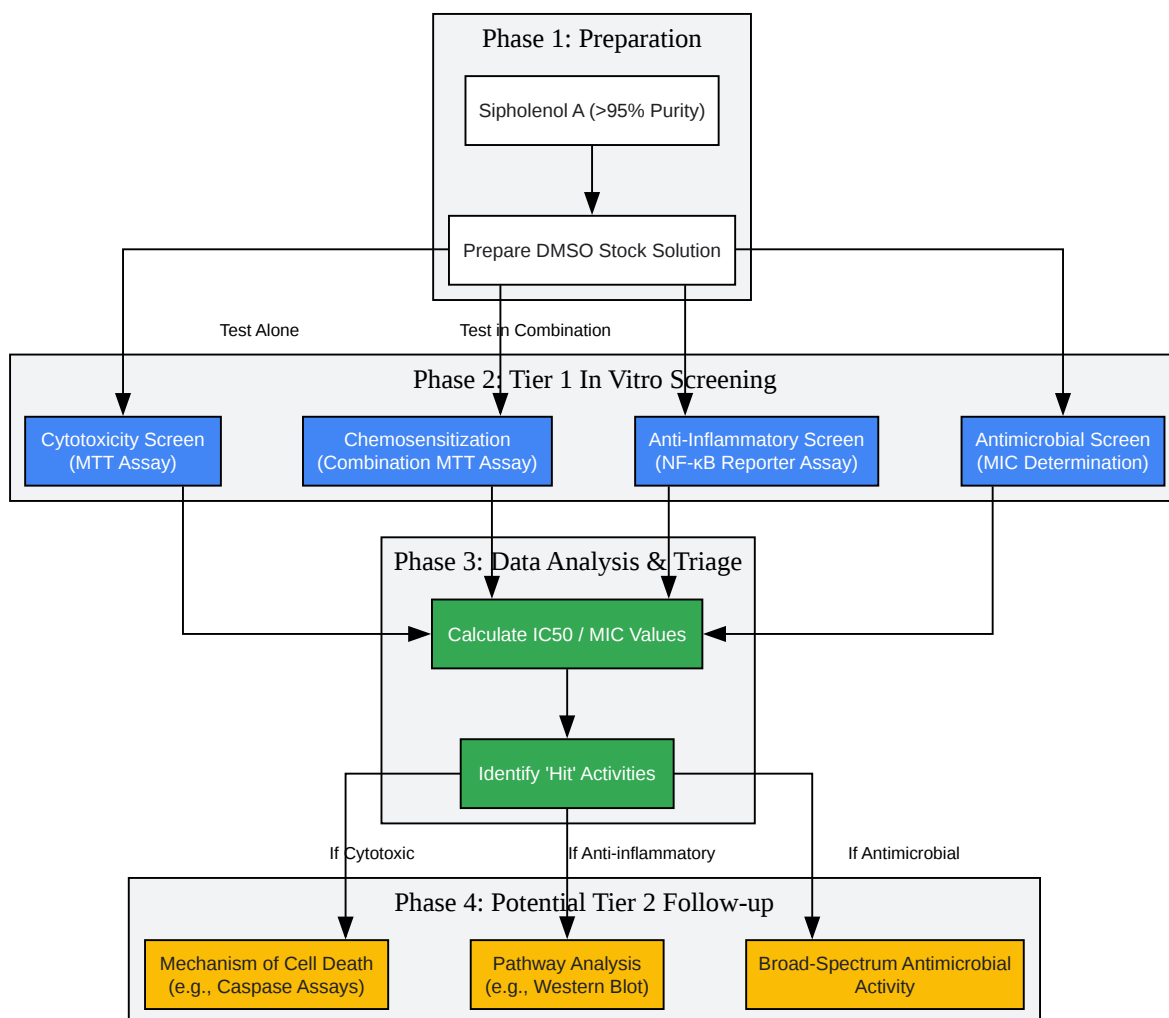 Phase 1: Preparation
Sipholenol A (>95% Purity)
Prepare DMSO Stock Solution
Test Alone
Test in Combination
Phase 2: Tier 1 In Vitro Screening
Cytotoxicity Screen
(MTT Assay)
Chemosensitization
(Combination MTT Assay)
Anti-Inflammatory Screen
(NF-κB Reporter Assay)
Antimicrobial Screen
(MIC Determination)
Phase 3: Data Analysis & Triage
Calculate IC50 / MIC Values
Identify 'Hit' Activities
If Cytotoxic
If Anti-inflammatory
If Antimicrobial
Phase 4: Potential Tier 2 Follow-up
Mechanism of Cell Death
(e.g., Caspase Assays)
Pathway Analysis
(e.g., Western Blot)
Broad-Spectrum Antimicrobial
Activity